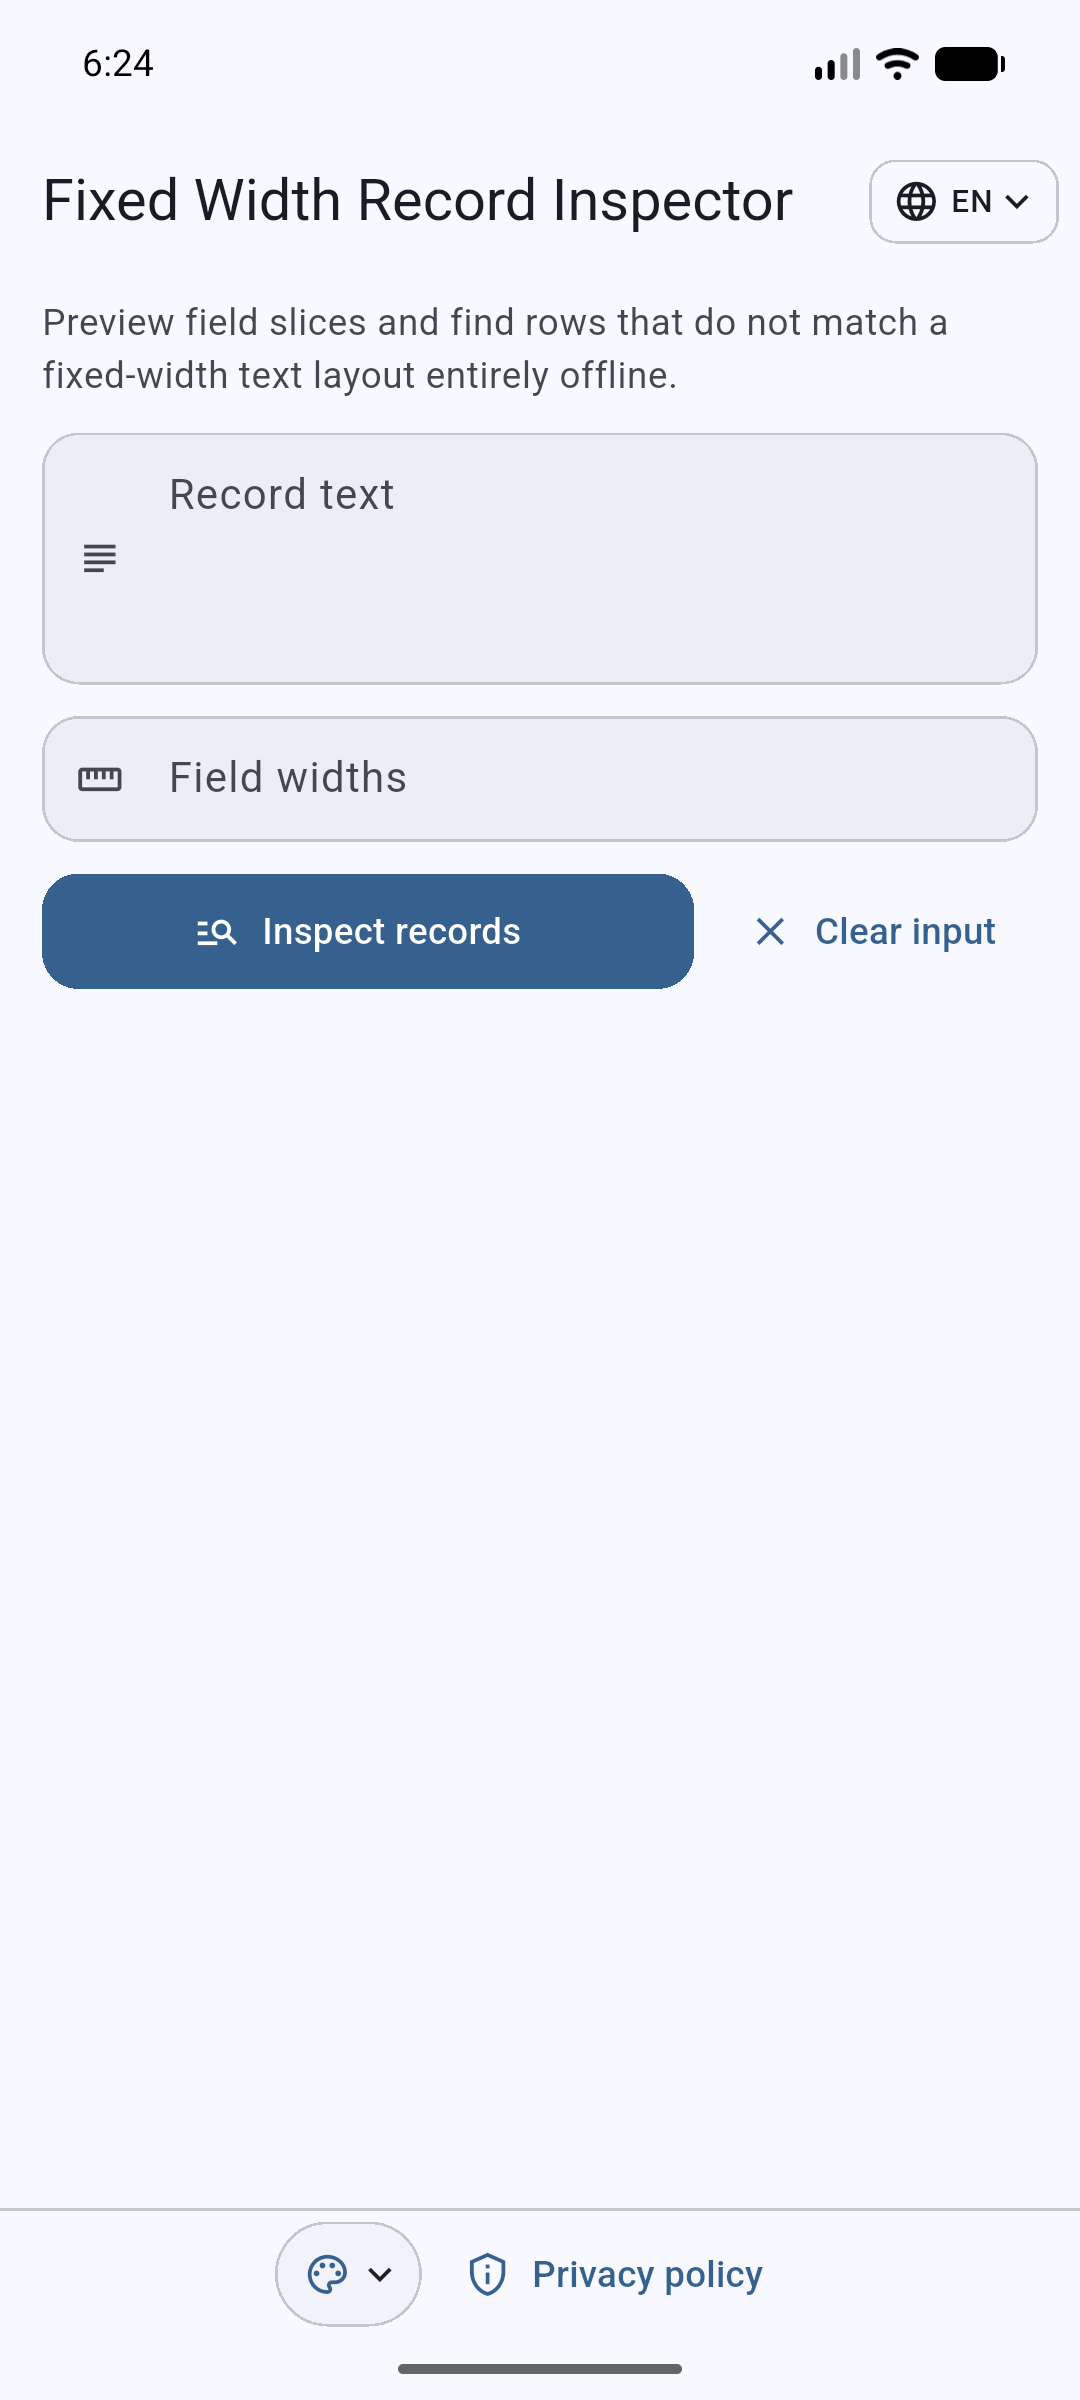 6:24
Fixed Width Record Inspector
EN
Preview field slices and find rows that do not match a
fixed-width text layout entirely offline.
Record text
Field widths
Inspect records
Clear input
Privacy policy